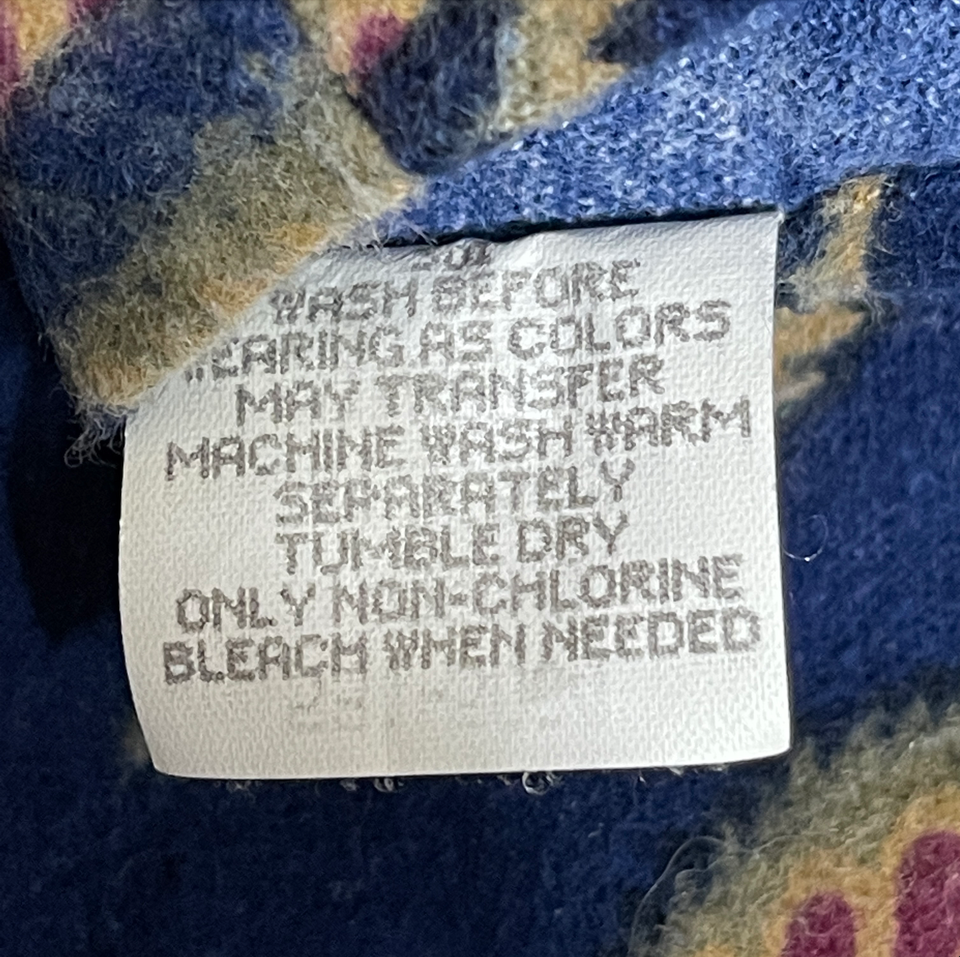 WASH BEFORE
WEARING AS COLORS
MAY TRANSFER
MACHINE WASH WARM
SEPARATELY
TUMBLE DRY
ONLY NON-CHLORINE
BLEACH WHEN NEEDED